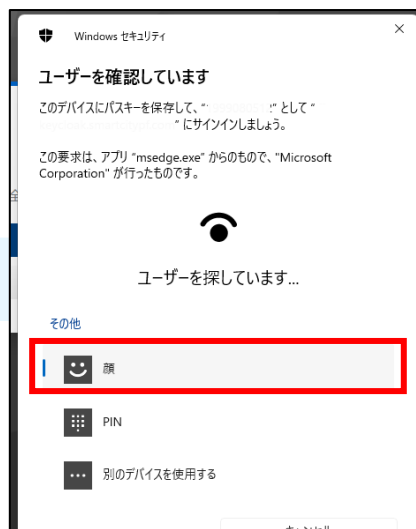 Windows セキュリティ
ユーザーを確認しています
このデバイスにパスキーを保存して、“ :” として “
” にサインインしましょう。
この要求は、アプリ “msedge.exe” からのもので、"Microsoft
Corporation" が行ったものです。
ユーザーを探しています...
その他
顔
PIN
別のデバイスを使用する